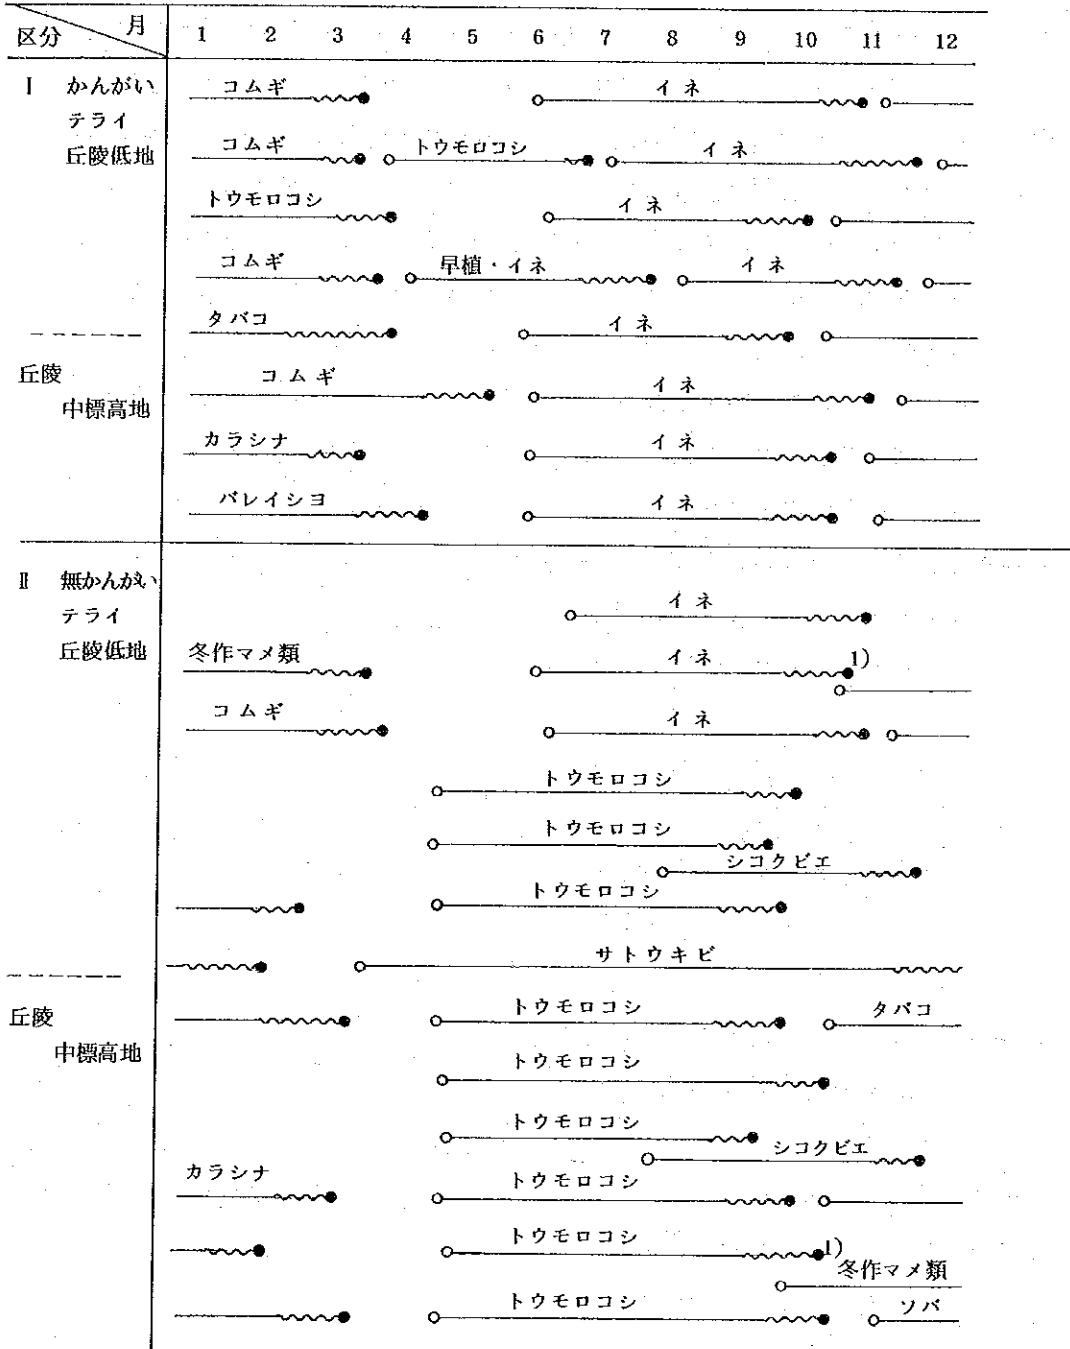 区分 月 1 2 3 4 5 6 7 8 9 10 11 12
Ⅰ かんがい コムギ イネ
テライ
丘陵低地 コムギ トウモロコシ イネ
トウモロコシ イネ
コムギ 早植・イネ イネ
タバコ イネ
丘陵 コムギ イネ
中標高地
カラシナ イネ
バレイシヨ イネ
Ⅱ 無かんがい
テライ イネ
丘陵低地 冬作マメ類 イネ 1)
コムギ イネ
トウモロコシ
トウモロコシ
シコクビエ
トウモロコシ
サトウキビ
丘陵 トウモロコシ タバコ
中標高地
トウモロコシ
トウモロコシ
シコクビエ
カラシナ トウモロコシ
トウモロコシ 1)
冬作マメ類
トウモロコシ ソバ